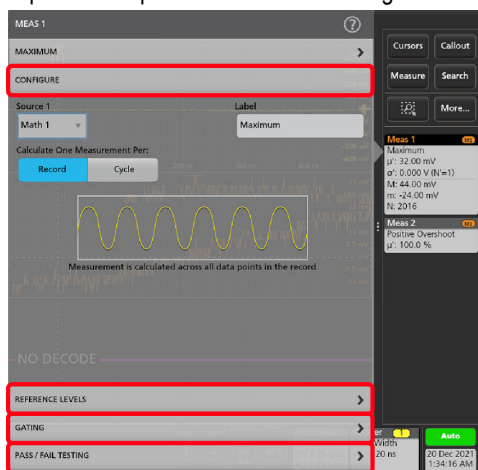 MEAS 1 ?
MAXIMUM
CONFIGURE
Source 1
Label
Math 1
Maximum
Calculate One Measurement Per:
Record
Cycle
Measurement is calculated across all data points in the record
NO DECODE
REFERENCE LEVELS
GATING
PASS / FAIL TESTING
Cursors
Callout
Measure
Search
More...
Meas 1 M1
Maximum
µ': 32.00 mV
σ': 0.000 V (N'=1)
M: 44.00 mV
m: -24.00 mV
N: 2016
Meas 2 M1
Positive Overshoot
µ': 100.0 %
1
Width
20 ns
Auto
20 Dec 2021
1:34:16 AM